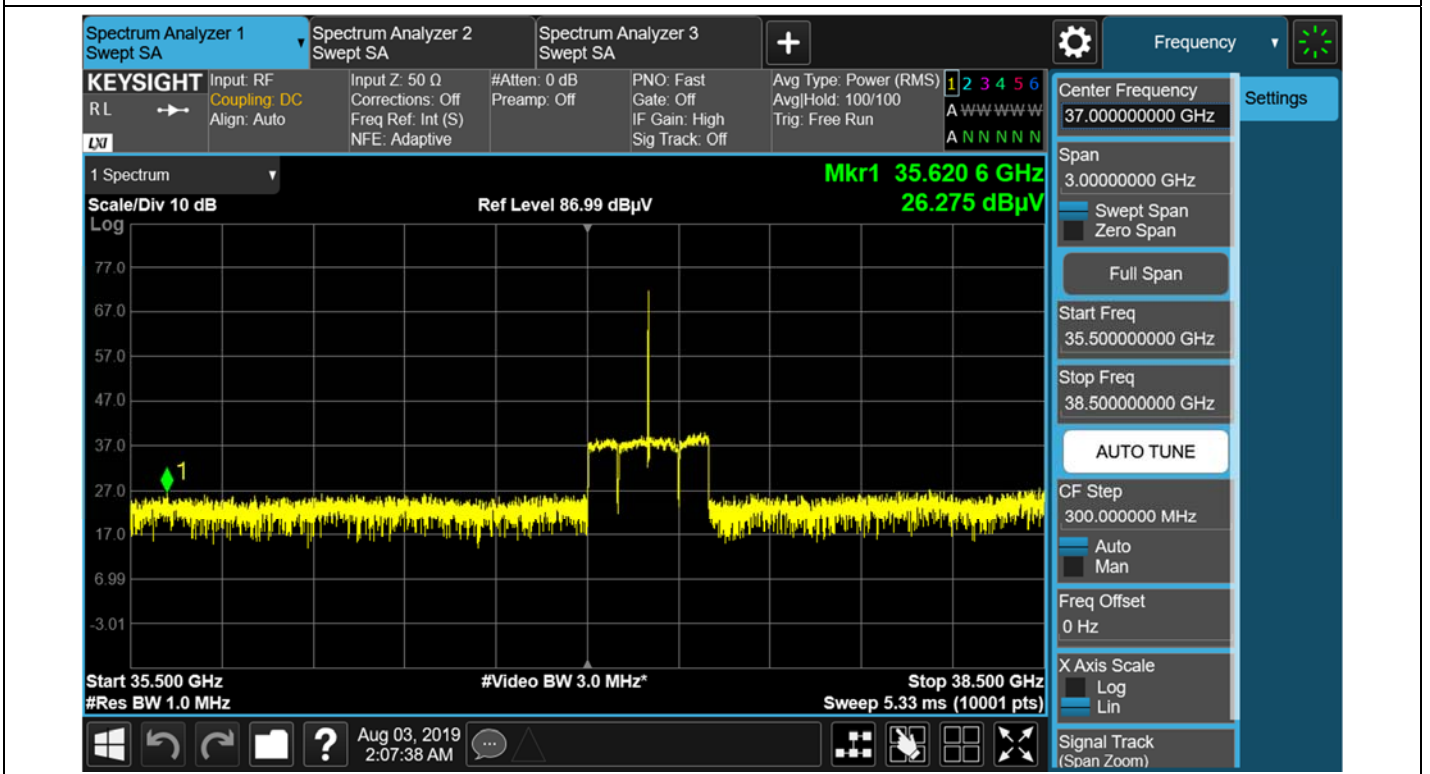 Spectrum Analyzer 1
Swept SA
Spectrum Analyzer 2
Swept SA
Spectrum Analyzer 3
Swept SA
Frequency
KEYSIGHT
R L
LXI
Input: RF
Coupling: DC
Align: Auto
Input Z: 50 Ω
Corrections: Off
Freq Ref: Int (S)
NFE: Adaptive
#Atten: 0 dB
Preamp: Off
PNO: Fast
Gate: Off
IF Gain: High
Sig Track: Off
Avg Type: Power (RMS)
Avg|Hold: 100/100
Trig: Free Run
1 2 3 4 5 6
A W W W W W
A N N N N N
1 Spectrum
Mkr1 35.620 6 GHz
26.275 dBµV
Scale/Div 10 dB
Ref Level 86.99 dBµV
Log
77.0
67.0
57.0
47.0
37.0
27.0
17.0
6.99
-3.01
1
Start 35.500 GHz
#Video BW 3.0 MHz*
Stop 38.500 GHz
#Res BW 1.0 MHz
Sweep 5.33 ms (10001 pts)
?
Aug 03, 2019
2:07:38 AM
Center Frequency
37.000000000 GHz
Settings
Span
3.00000000 GHz
Swept Span
Zero Span
Full Span
Start Freq
35.500000000 GHz
Stop Freq
38.500000000 GHz
AUTO TUNE
CF Step
300.000000 MHz
Auto
Man
Freq Offset
0 Hz
X Axis Scale
Log
Lin
Signal Track
(Span Zoom)